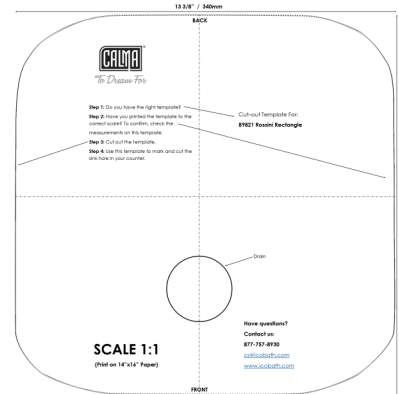 13 3/8" / 340mm
BACK
CALMA
To Dream For
Step 1: Do you have the right template?
Step 2: Have you printed the template to the
correct scale? To confirm, check the
measurements on this template.
Step 3: Cut out the template.
Step 4: Use this template to mark and cut the
sink hole in your counter.
Cut-out Template For:
B9821 Rossini Rectangle
Drain
Have questions?
Contact us:
877-757-8930
cs@icobath.com
www.icobath.com
SCALE 1:1
(Print on 14"x16" Paper)
FRONT